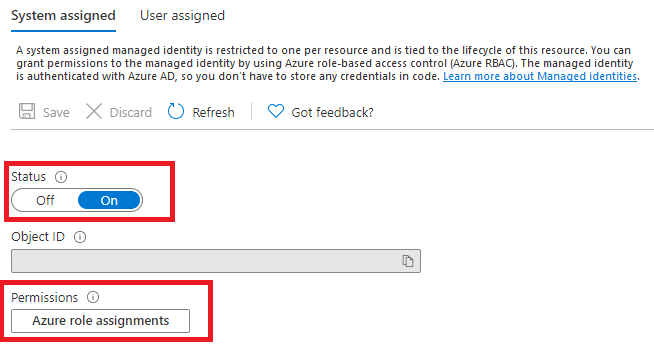 System assigned User assigned
A system assigned managed identity is restricted to one per resource and is tied to the lifecycle of this resource. You can
grant permissions to the managed identity by using Azure role-based access control (Azure RBAC). The managed identity
is authenticated with Azure AD, so you don't have to store any credentials in code. Learn more about Managed identities.
Save Discard Refresh Got feedback?
Status
Off On
Object ID
Permissions
Azure role assignments